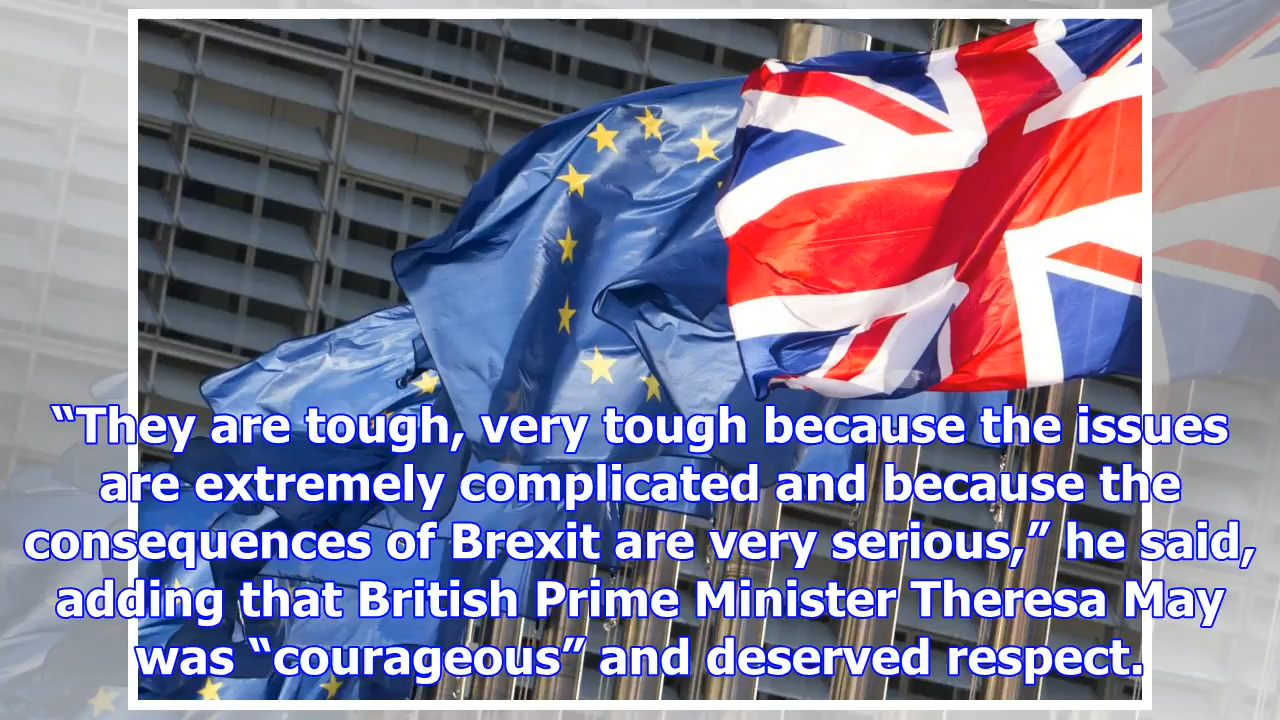 “They are tough, very tough because the issues
are extremely complicated and because the
consequences of Brexit are very serious,” he said,
adding that British Prime Minister Theresa May
was “courageous” and deserved respect.